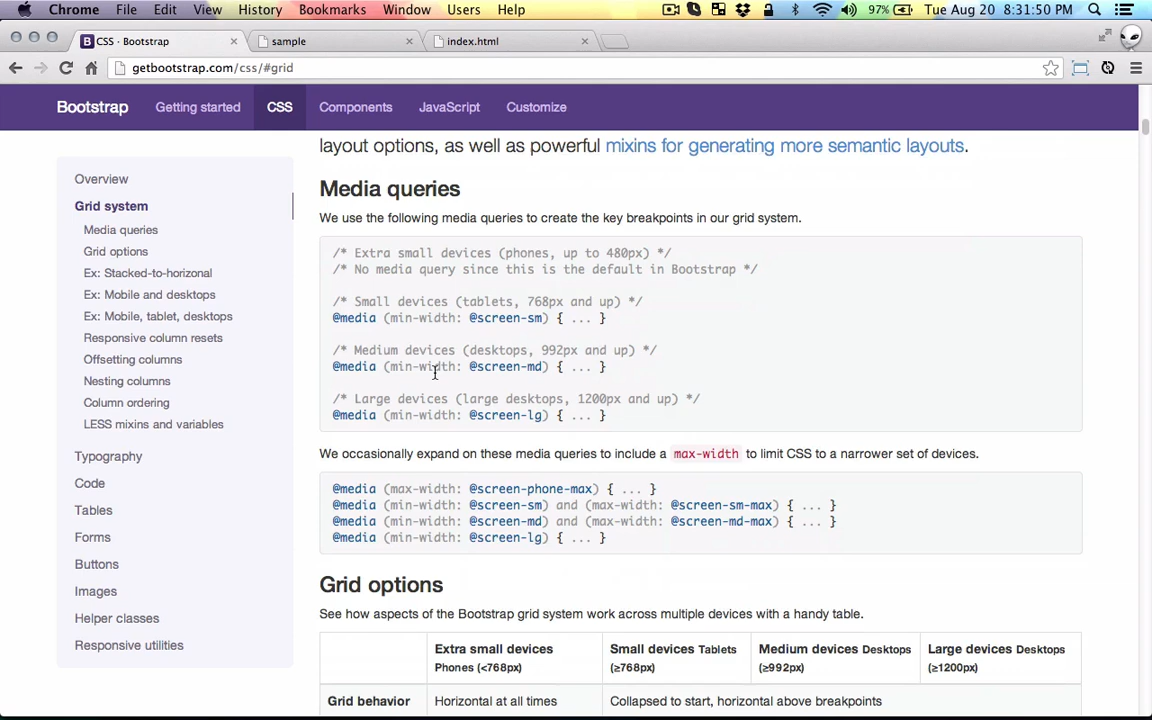 Chrome File Edit View History Bookmarks Window Users Help 97% Tue Aug 20 8:31:50 PM
CSS · Bootstrap sample index.html
getbootstrap.com/css/#grid
Bootstrap Getting started CSS Components JavaScript Customize
Overview
Grid system
Media queries
Grid options
Ex: Stacked-to-horizonal
Ex: Mobile and desktops
Ex: Mobile, tablet, desktops
Responsive column resets
Offsetting columns
Nesting columns
Column ordering
LESS mixins and variables
Typography
Code
Tables
Forms
Buttons
Images
Helper classes
Responsive utilities
layout options, as well as powerful mixins for generating more semantic layouts.
Media queries
We use the following media queries to create the key breakpoints in our grid system.
/* Extra small devices (phones, up to 480px) */
/* No media query since this is the default in Bootstrap */
/* Small devices (tablets, 768px and up) */
@media (min-width: @screen-sm) { ... }
/* Medium devices (desktops, 992px and up) */
@media (min-width: @screen-md) { ... }
/* Large devices (large desktops, 1200px and up) */
@media (min-width: @screen-lg) { ... }
We occasionally expand on these media queries to include a max-width to limit CSS to a narrower set of devices.
@media (max-width: @screen-phone-max) { ... }
@media (min-width: @screen-sm) and (max-width: @screen-sm-max) { ... }
@media (min-width: @screen-md) and (max-width: @screen-md-max) { ... }
@media (min-width: @screen-lg) { ... }
Grid options
See how aspects of the Bootstrap grid system work across multiple devices with a handy table.
Extra small devices Small devices Tablets Medium devices Desktops Large devices Desktops
Phones (<768px) (≥768px) (≥992px) (≥1200px)
Grid behavior Horizontal at all times Collapsed to start, horizontal above breakpoints